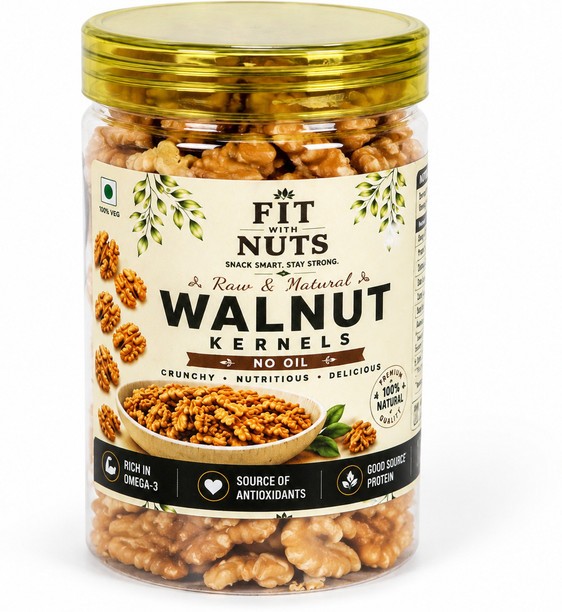 100% VEG
FIT
WITH
NUTS
SNACK SMART. STAY STRONG.
Raw & Natural
WALNUT
KERNELS
NO OIL
CRUNCHY • NUTRITIOUS • DELICIOUS
PREMIUM
100%
NATURAL
QUALITY
RICH IN
OMEGA-3
SOURCE OF
ANTIOXIDANTS
GOOD SOURCE
PROTEIN